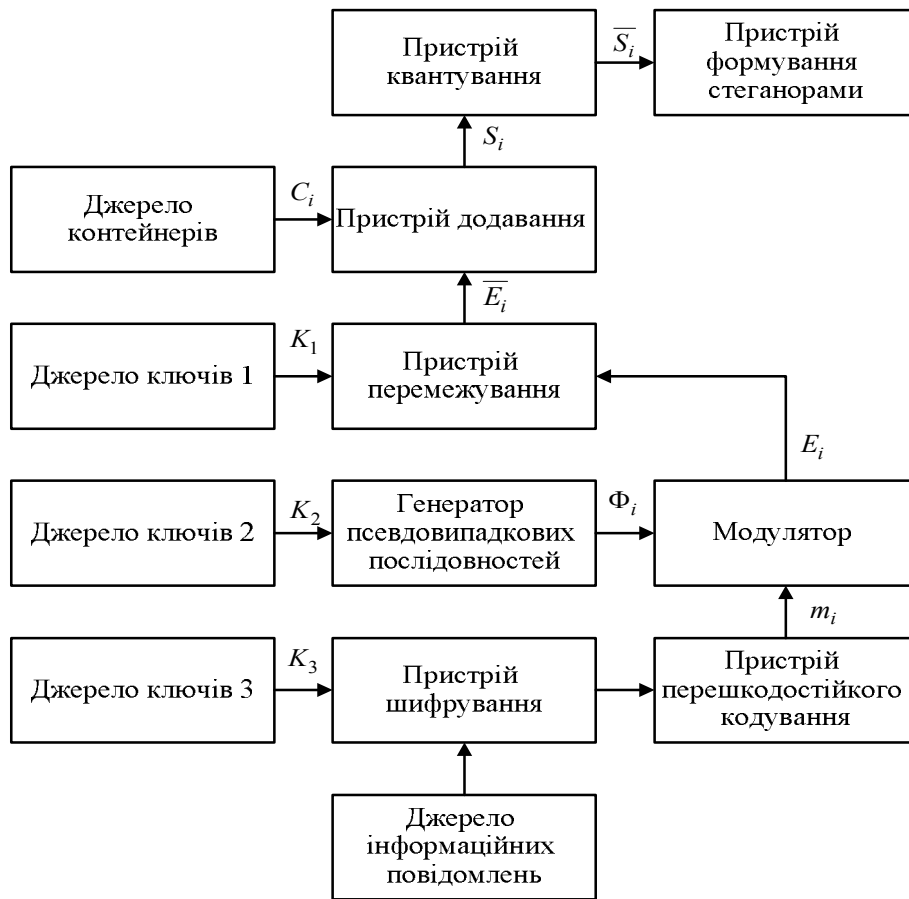 Пристрій
квантування
S̅ᵢ
Пристрій
формування
стеганорами
Sᵢ
Джерело
контейнерів
Cᵢ
Пристрій додавання
E̅ᵢ
Джерело ключів 1
K₁
Пристрій
перемежування
Eᵢ
Джерело ключів 2
K₂
Генератор
псевдовипадкових
послідовностей
Φᵢ
Модулятор
mᵢ
Джерело ключів 3
K₃
Пристрій
шифрування
Пристрій
перешкодостійкого
кодування
Джерело
інформаційних
повідомлень